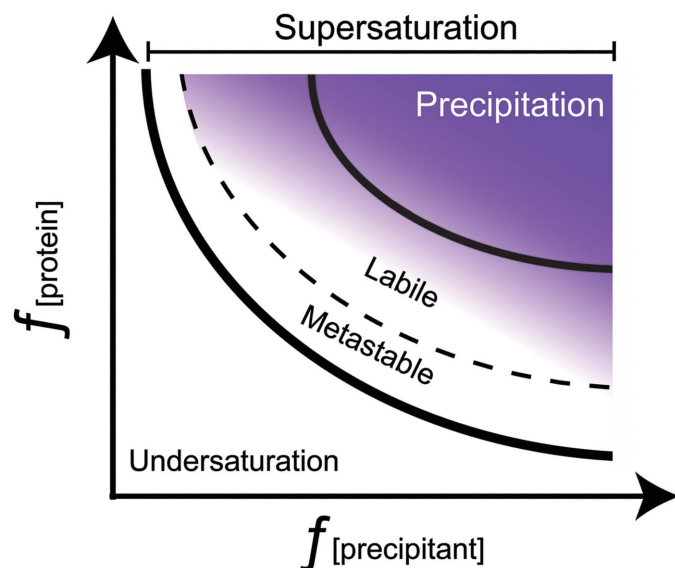 Supersaturation
Precipitation
f [protein]
Labile
Metastable
Undersaturation
f [precipitant]